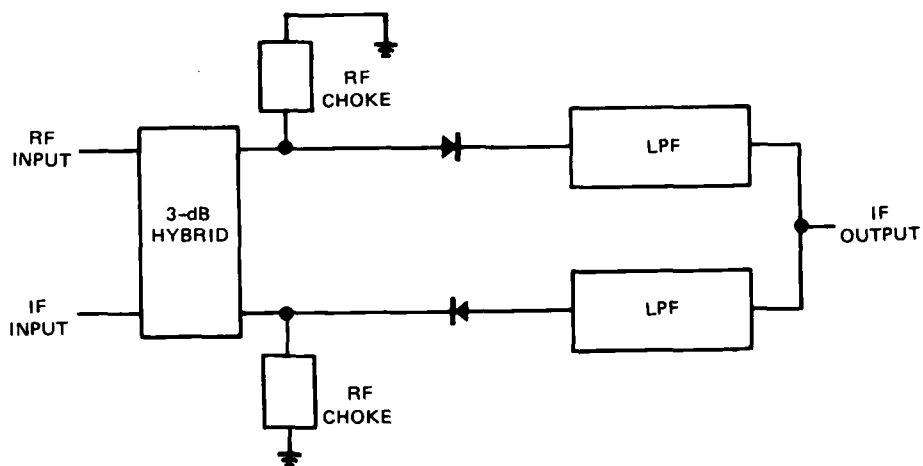 RF
CHOKE
RF
INPUT
LPF
3-dB
HYBRID
IF
OUTPUT
IF
INPUT
LPF
RF
CHOKE